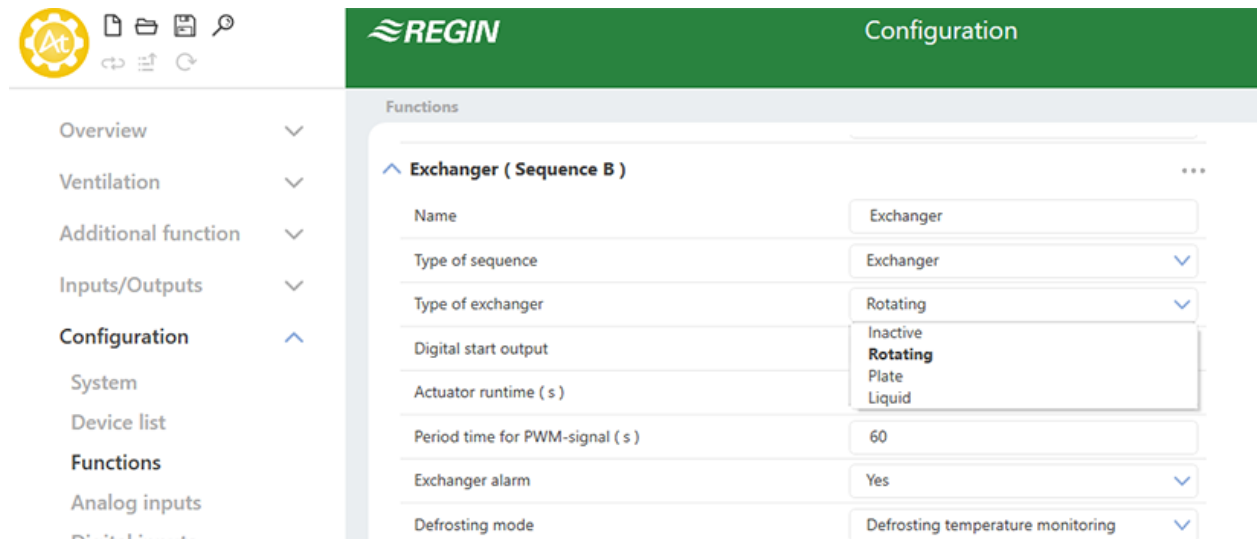 At
REGIN
Configuration
Overview
Ventilation
Additional function
Inputs/Outputs
Configuration
System
Device list
Functions
Analog inputs
Functions
Exchanger ( Sequence B )
Name Exchanger
Type of sequence Exchanger
Type of exchanger Rotating
Inactive
Rotating
Plate
Liquid
Digital start output
Actuator runtime ( s )
Period time for PWM-signal ( s ) 60
Exchanger alarm Yes
Defrosting mode Defrosting temperature monitoring